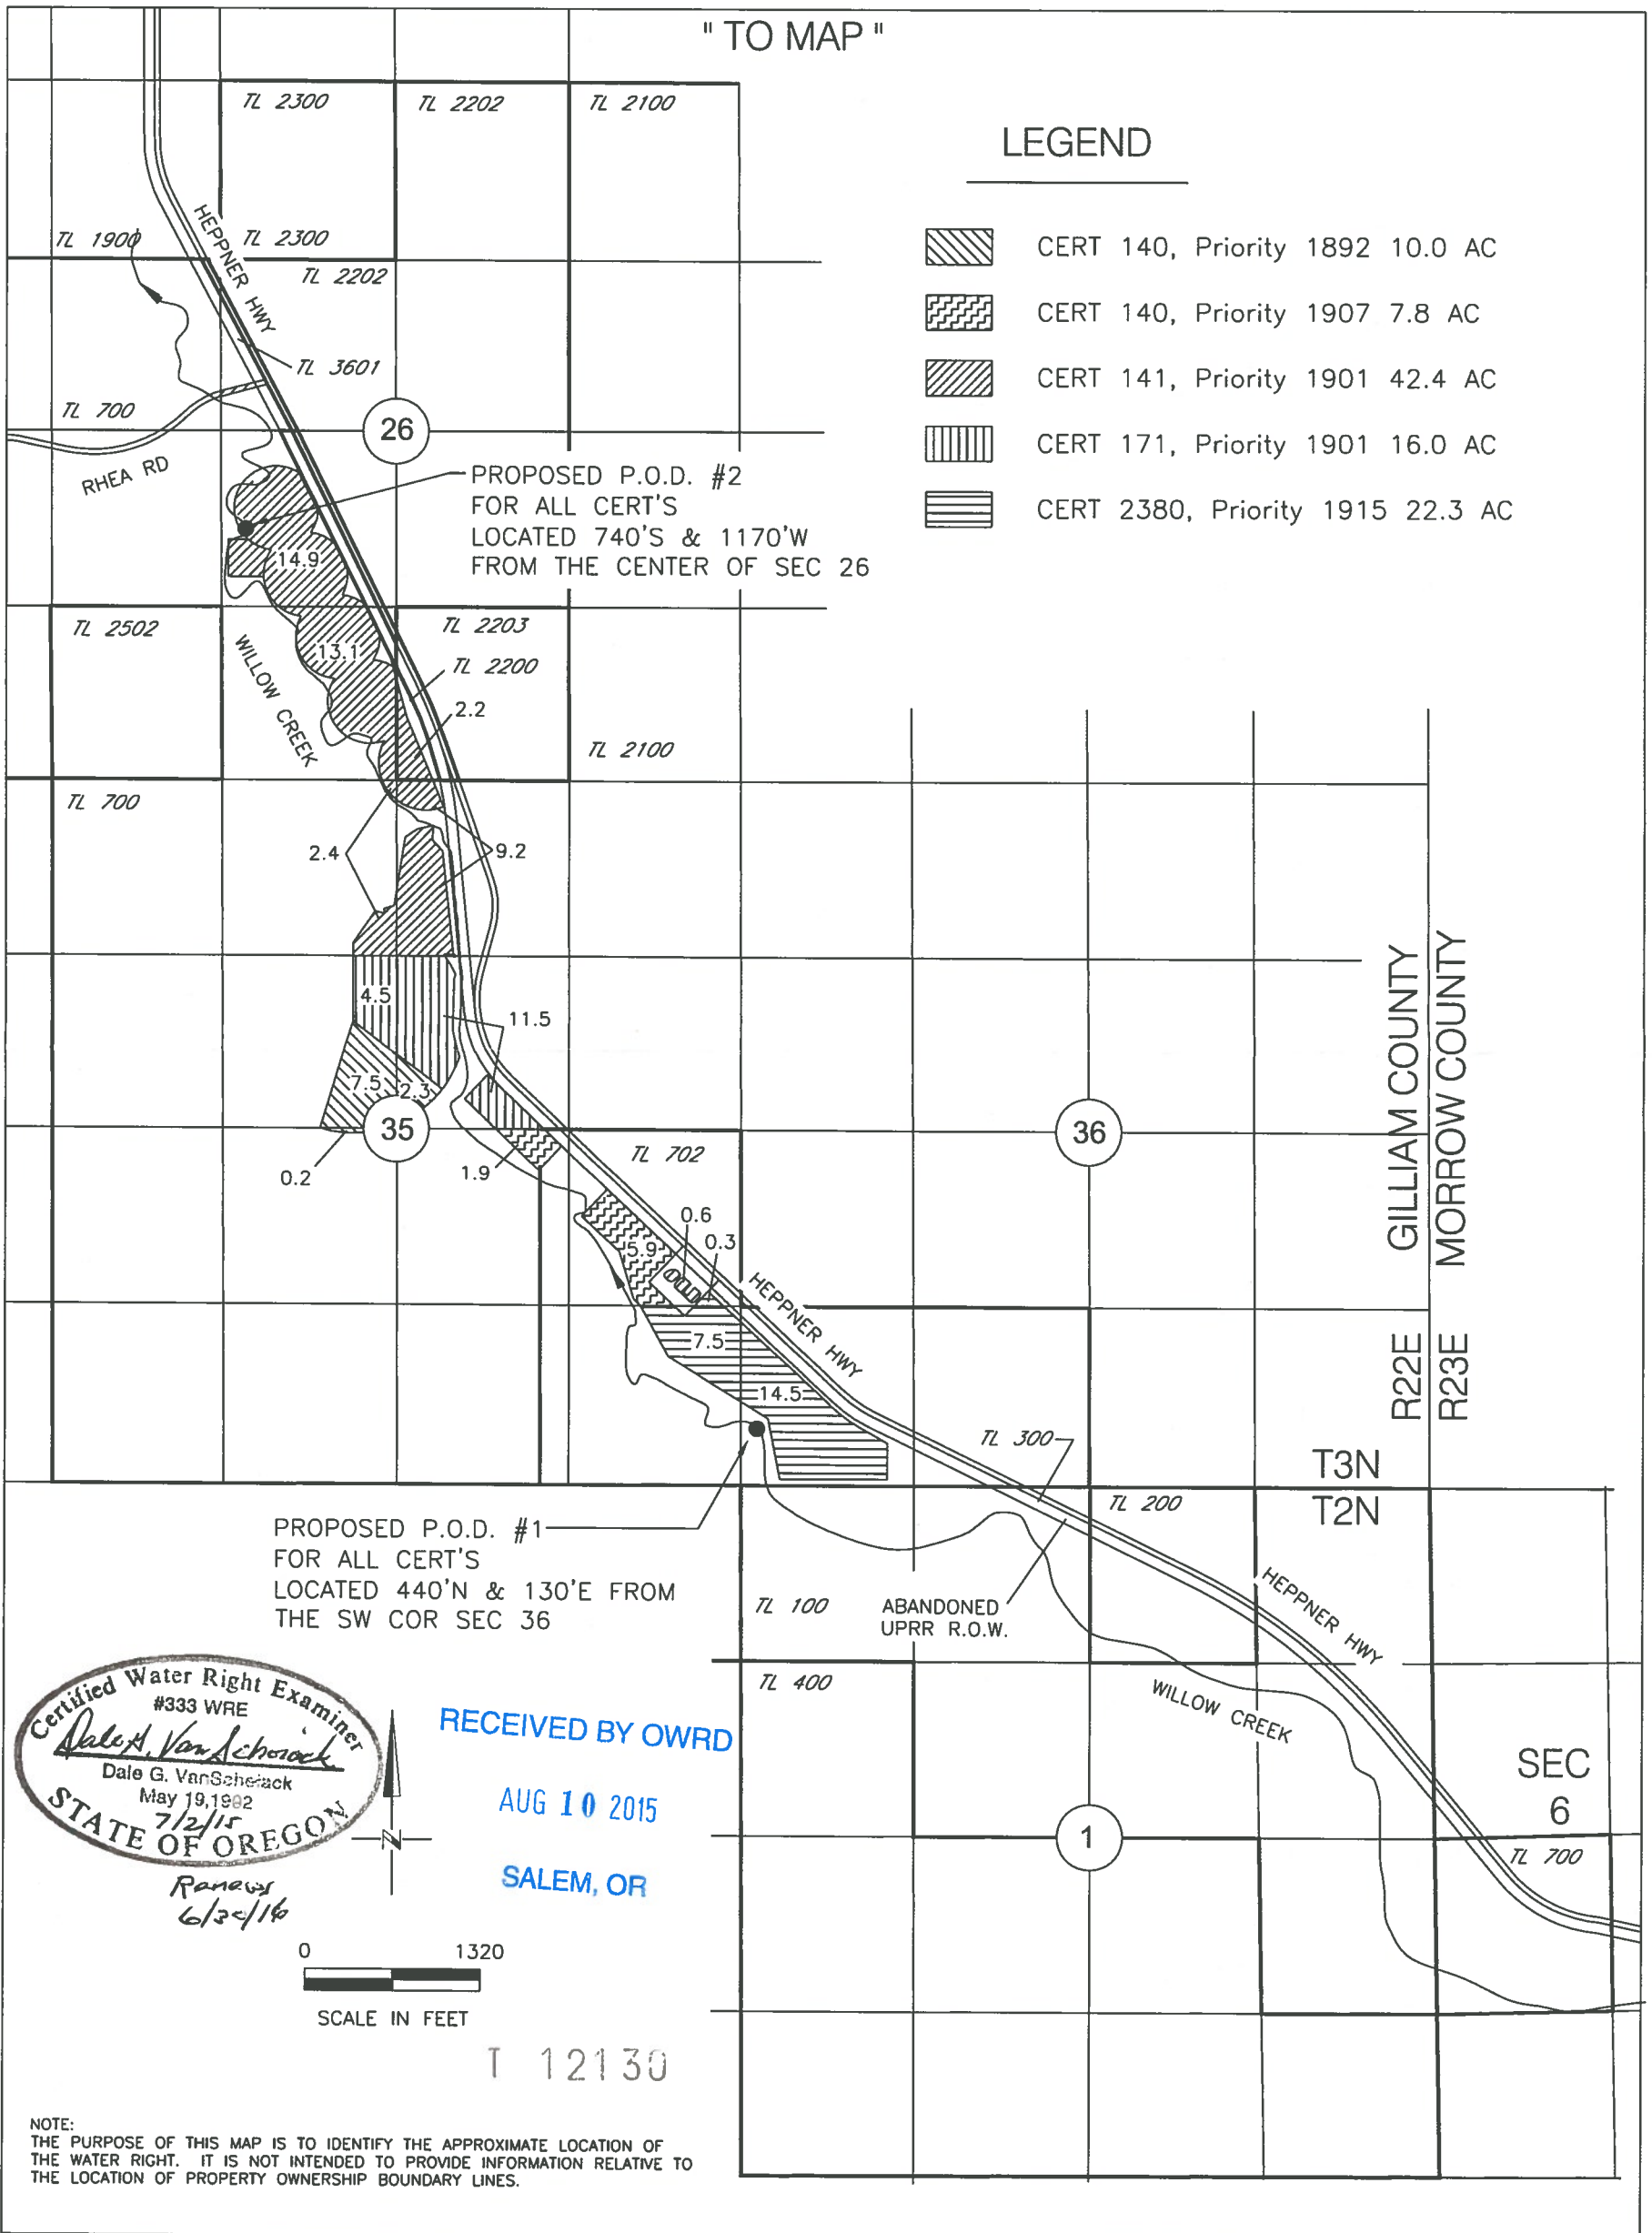 " TO MAP "
LEGEND
CERT 140, Priority 1892 10.0 AC
CERT 140, Priority 1907 7.8 AC
CERT 141, Priority 1901 42.4 AC
CERT 171, Priority 1901 16.0 AC
CERT 2380, Priority 1915 22.3 AC
TL 2300
TL 2202
TL 2100
TL 1900
HEPPNER HWY
TL 2300
TL 2202
TL 3601
TL 700
26
RHEA RD
PROPOSED P.O.D. #2
FOR ALL CERT'S
LOCATED 740'S & 1170'W
FROM THE CENTER OF SEC 26
14.9
TL 2502
WILLOW CREEK
13.1
TL 2203
TL 2200
2.2
TL 2100
TL 700
2.4
9.2
4.5
11.5
7.5
2.3
35
0.2
1.9
TL 702
36
GILLIAM COUNTY
MORROW COUNTY
0.6
0.3
5.9
HEPPNER HWY
7.5
14.5
R22E
R23E
TL 300
T3N
T2N
TL 200
PROPOSED P.O.D. #1
FOR ALL CERT'S
LOCATED 440'N & 130'E FROM
THE SW COR SEC 36
TL 100
ABANDONED
UPRR R.O.W.
HEPPNER HWY
TL 400
WILLOW CREEK
SEC
6
1
TL 700
Certified Water Right Examiner
#333 WRE
Dale G. VanSchoiack
May 19,1992
7/2/15
STATE OF OREGON
Renews
6/30/16
N
RECEIVED BY OWRD
AUG 10 2015
SALEM, OR
0 1320
SCALE IN FEET
T 12130
NOTE:
THE PURPOSE OF THIS MAP IS TO IDENTIFY THE APPROXIMATE LOCATION OF
THE WATER RIGHT. IT IS NOT INTENDED TO PROVIDE INFORMATION RELATIVE TO
THE LOCATION OF PROPERTY OWNERSHIP BOUNDARY LINES.